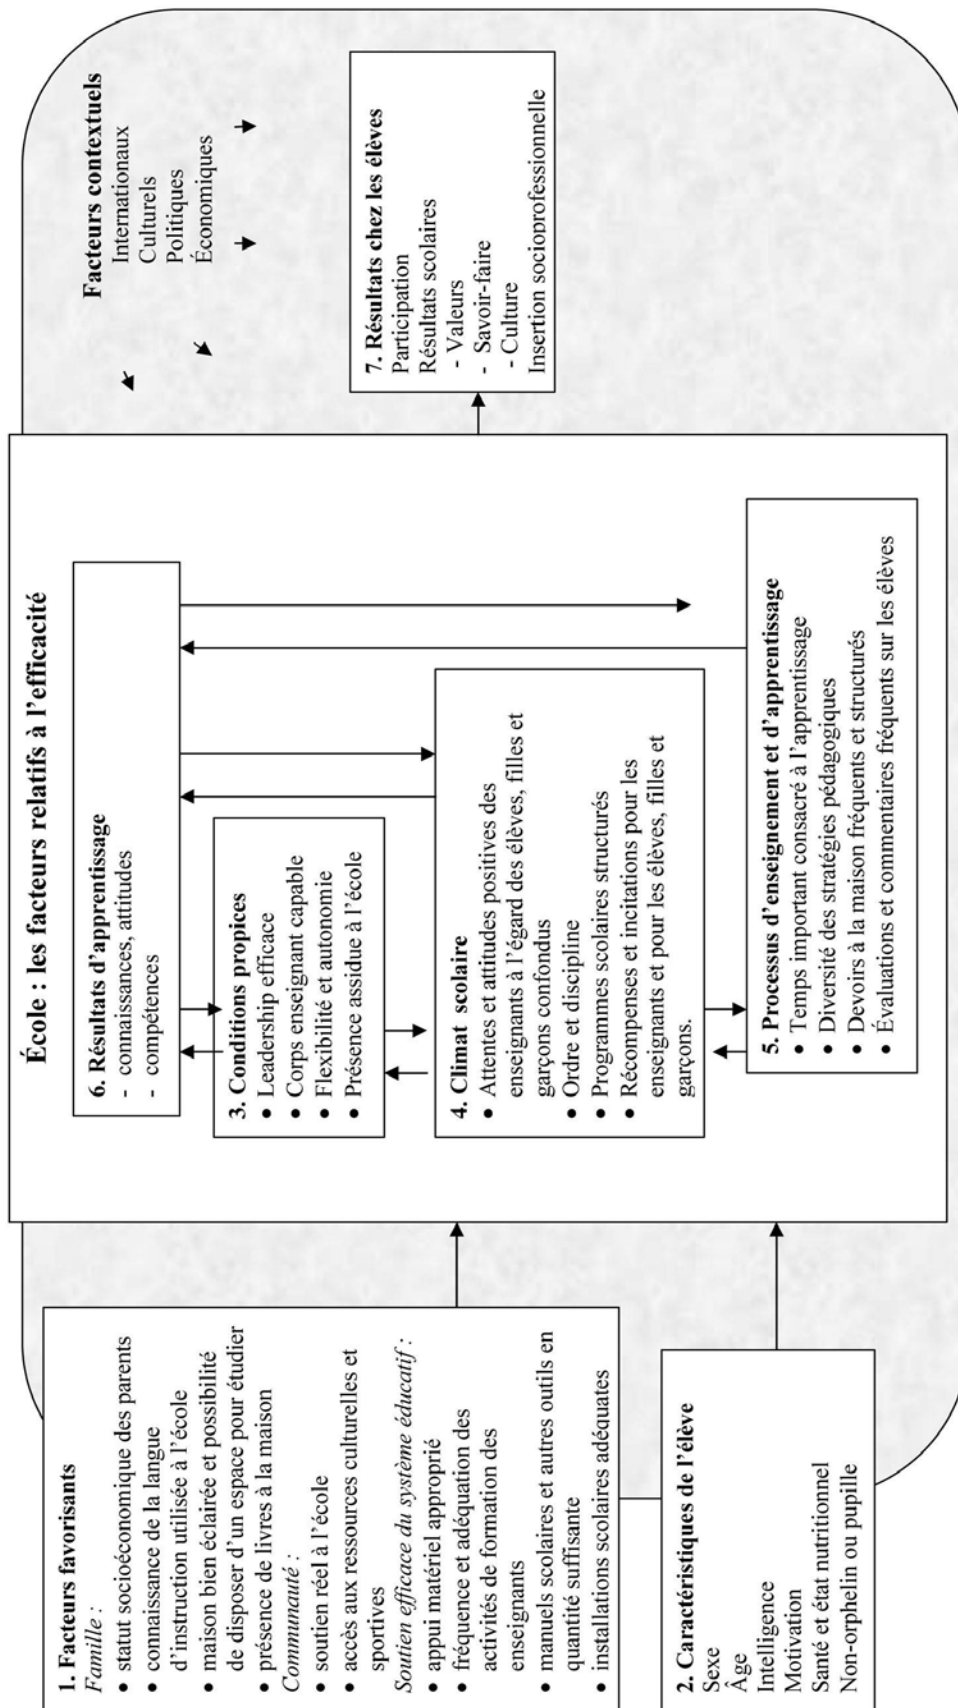 1. Facteurs favorisants
Famille :
• statut socioéconomique des parents
• connaissance de la langue
d’instruction utilisée à l’école
• maison bien éclairée et possibilité
de disposer d’un espace pour étudier
• présence de livres à la maison
Communauté :
• soutien réel à l’école
• accès aux ressources culturelles et
sportives
Soutien efficace du système éducatif :
• appui matériel approprié
• fréquence et adéquation des
activités de formation des
enseignants
• manuels scolaires et autres outils en
quantité suffisante
• installations scolaires adéquates
2. Caractéristiques de l’élève
Sexe
Âge
Intelligence
Motivation
Santé et état nutritionnel
Non-orphelin ou pupille
École : les facteurs relatifs à l’efficacité
6. Résultats d’apprentissage
- connaissances, attitudes
- compétences
3. Conditions propices
• Leadership efficace
• Corps enseignant capable
• Flexibilité et autonomie
• Présence assidue à l’école
4. Climat scolaire
• Attentes et attitudes positives des
enseignants à l’égard des élèves, filles et
garçons confondus
• Ordre et discipline
• Programmes scolaires structurés
• Récompenses et incitations pour les
enseignants et pour les élèves, filles et
garçons.
5. Processus d’enseignement et d’apprentissage
• Temps important consacré à l’apprentissage
• Diversité des stratégies pédagogiques
• Devoirs à la maison fréquents et structurés
• Évaluations et commentaires fréquents sur les élèves
Facteurs contextuels
Internationaux
Culturels
Politiques
Économiques
7. Résultats chez les élèves
Participation
Résultats scolaires
- Valeurs
- Savoir-faire
- Culture
Insertion socioprofessionnelle